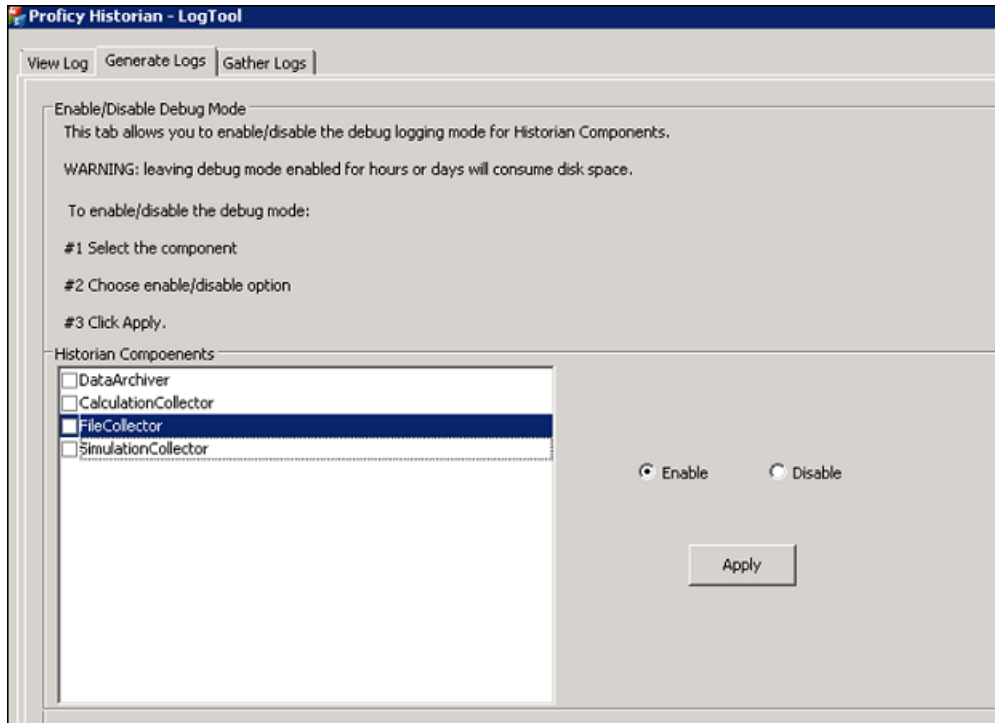 Proficy Historian - LogTool
View Log Generate Logs Gather Logs
Enable/Disable Debug Mode
This tab allows you to enable/disable the debug logging mode for Historian Components.
WARNING: leaving debug mode enabled for hours or days will consume disk space.
To enable/disable the debug mode:
#1 Select the component
#2 Choose enable/disable option
#3 Click Apply.
Historian Compoenents
DataArchiver
CalculationCollector
FileCollector
SimulationCollector
Enable Disable
Apply